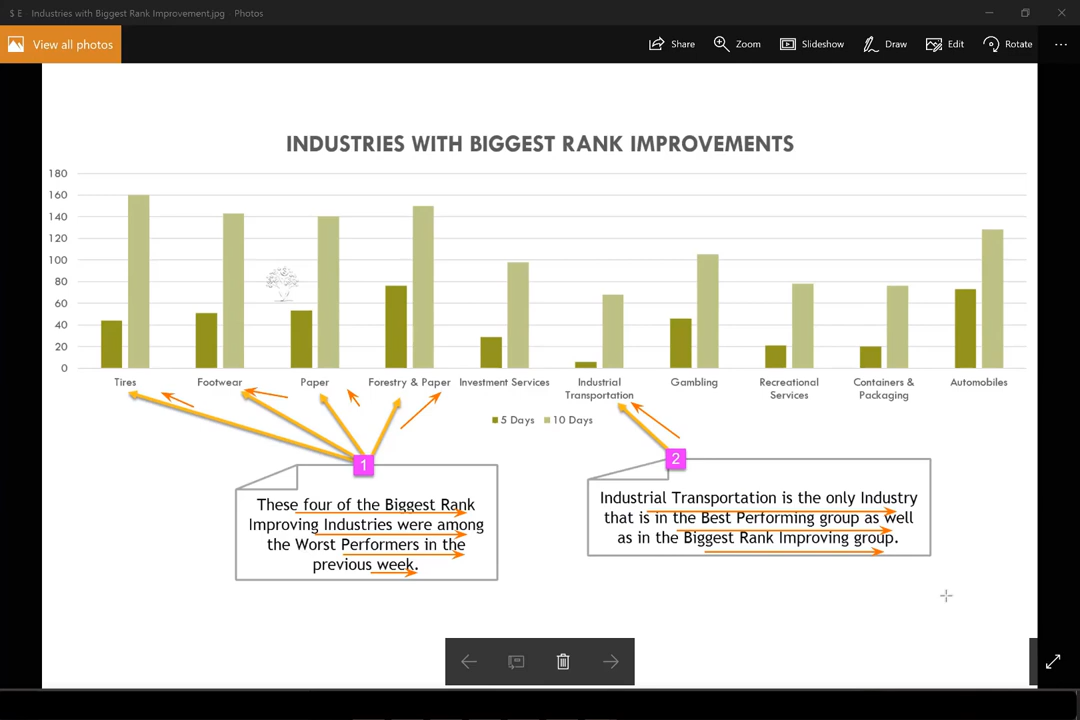 $ E Industries with Biggest Rank Improvement.jpg Photos
View all photos
Share Zoom Slideshow Draw Edit Rotate
INDUSTRIES WITH BIGGEST RANK IMPROVEMENTS
180
160
140
120
100
80
60
40
20
0
Tires Footwear Paper Forestry & Paper Investment Services Industrial Transportation Gambling Recreational Services Containers & Packaging Automobiles
5 Days 10 Days
1
These four of the Biggest Rank
Improving Industries were among
the Worst Performers in the
previous week.
2
Industrial Transportation is the only Industry
that is in the Best Performing group as well
as in the Biggest Rank Improving group.